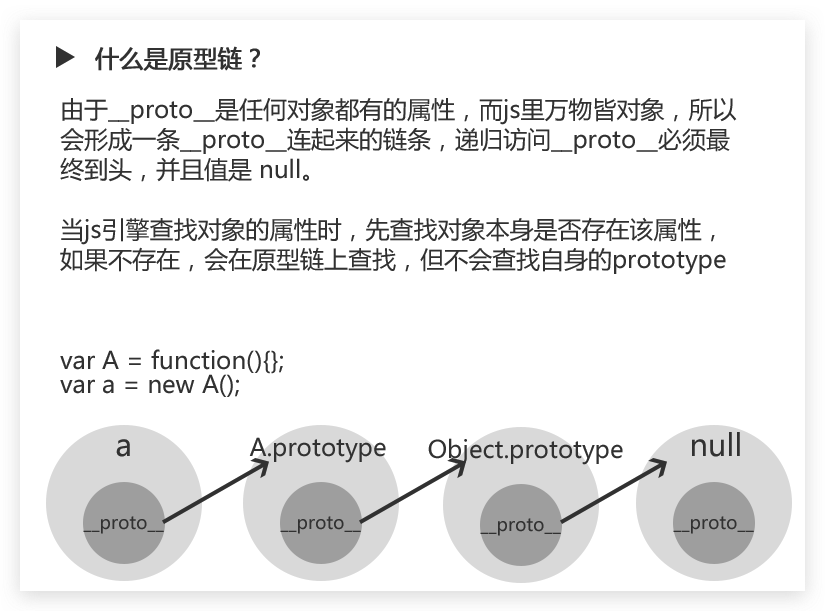 ▶ 什么是原型链？
由于__proto__是任何对象都有的属性，而js里万物皆对象，所以
会形成一条__proto__连起来的链条，递归访问__proto__必须最
终到头，并且值是 null。
当js引擎查找对象的属性时，先查找对象本身是否存在该属性，
如果不存在，会在原型链上查找，但不会查找自身的prototype
var A = function(){};
var a = new A();
a
A.prototype
Object.prototype
null
__proto__
__proto__
__proto__
__proto__